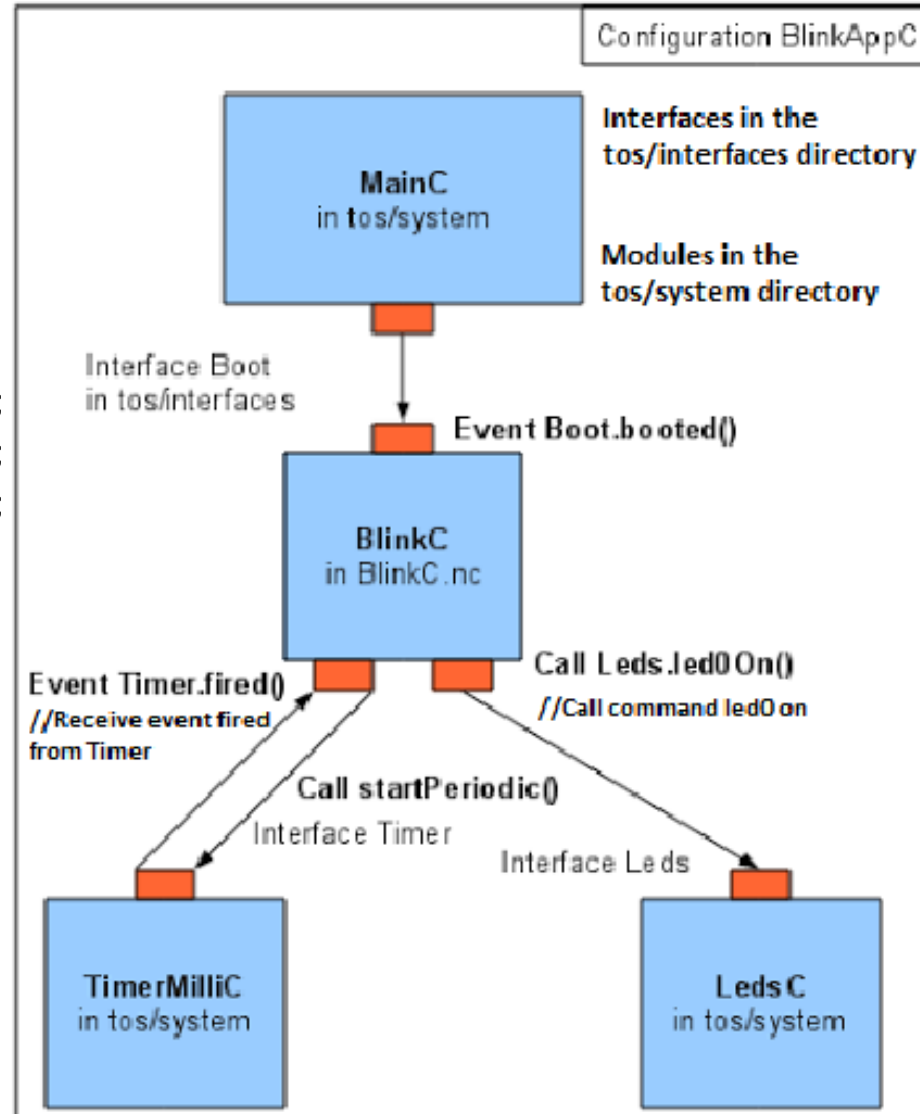 Configuration BlinkAppC
Interfaces in the
tos/interfaces directory
MainC
in tos/system
Modules in the
tos/system directory
Interface Boot
in tos/interfaces
;
;
;
Event Boot.booted()
BlinkC
in BlinkC.nc
Event Timer.fired()
//Receive event fired
from Timer
Call Leds.led0On()
//Call command led0 on
Call startPeriodic()
Interface Timer
Interface Leds
TimerMilliC
in tos/system
LedsC
in tos/system